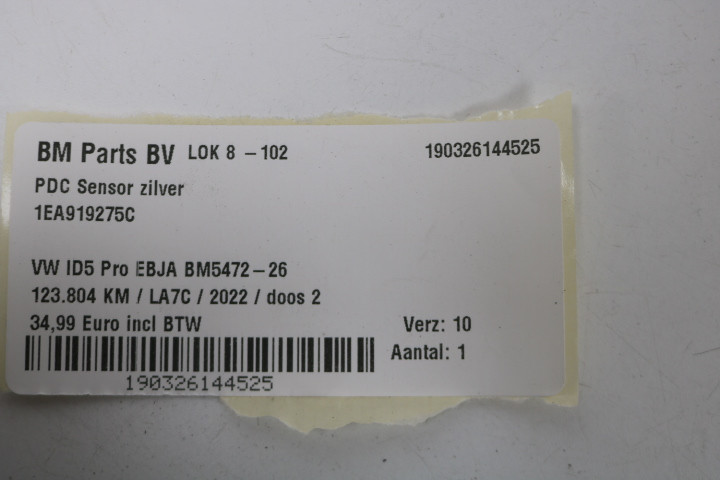 BM Parts BV LOK 8 - 102 190326144525
PDC Sensor zilver
1EA919275C
VW ID5 Pro EBJA BM5472-26
123.804 KM / LA7C / 2022 / doos 2
34,99 Euro incl BTW Verz: 10
Aantal: 1
190326144525